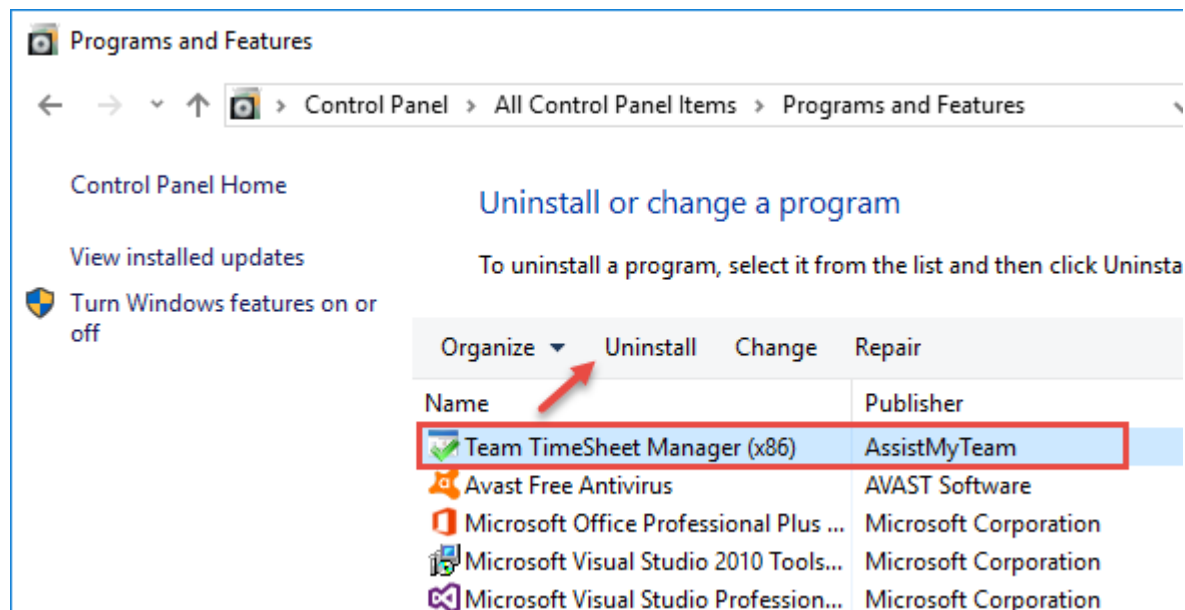 Programs and Features
Control Panel > All Control Panel Items > Programs and Features
Control Panel Home
View installed updates
Turn Windows features on or
off
Uninstall or change a program
To uninstall a program, select it from the list and then click Uninsta
Organize Uninstall Change Repair
Name Publisher
Team TimeSheet Manager (x86) AssistMyTeam
Avast Free Antivirus AVAST Software
Microsoft Office Professional Plus ... Microsoft Corporation
Microsoft Visual Studio 2010 Tools... Microsoft Corporation
Microsoft Visual Studio Profession... Microsoft Corporation